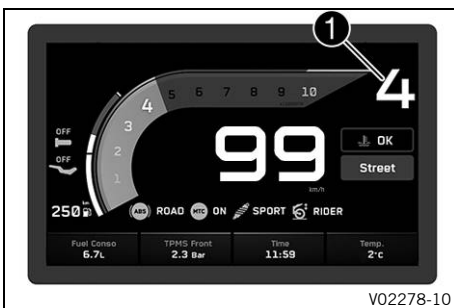 1
4
1 2 3 4 5 6 7 8 9 10
OFF
OFF
99
km/h
OK
Street
250 km
ABS ROAD MTC ON SPORT RIDER
Fuel Conso TPMS Front Time Temp.
6.7L 2.3 Bar 11:59 2°C
V02278-10